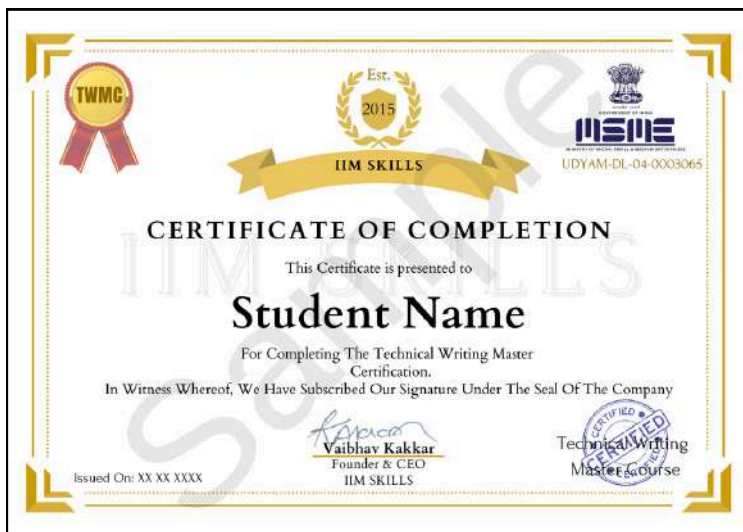 TWMC
Est.
2015
IIM SKILLS
MSME
UDYAM-DL-04-0003065
CERTIFICATE OF COMPLETION
IIM SKILLS
This Certificate is presented to
Student Name
For Completing The Technical Writing Master
Certification.
In Witness Whereof, We Have Subscribed Our Signature Under The Seal Of The Company
Sample
Vaibhav Kakkar
Founder & CEO
IIM SKILLS
Issued On: XX XX XXXX
CERTIFIED
CERTIFIED
Technical Writing
Master Course